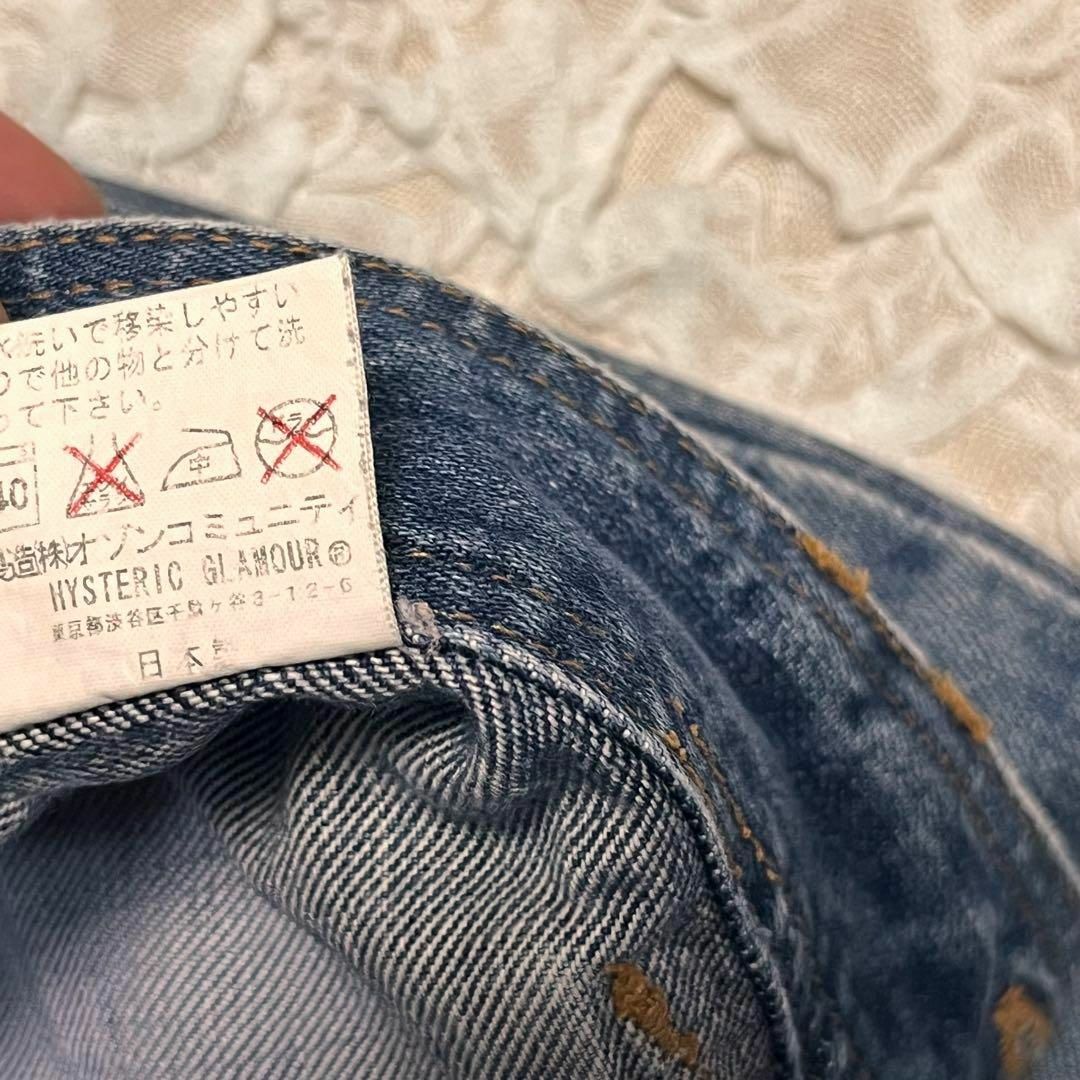 水洗いで移染しやすい
ので他の物と分けて洗
って下さい。
40 中
㈱オゾンコミュニティ
HYSTERIC GLAMOUR
東京都渋谷区千駄ヶ谷3-12-6
日本製